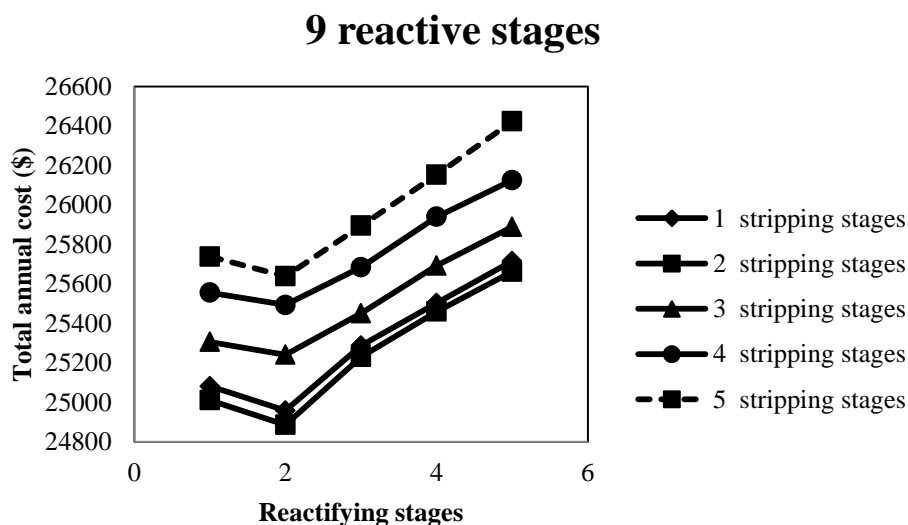 9 reactive stages
Total annual cost ($)
26600
26400
26200
26000
25800
25600
25400
25200
25000
24800
0 2 4 6
Reactifying stages
1 stripping stages
2 stripping stages
3 stripping stages
4 stripping stages
5 stripping stages